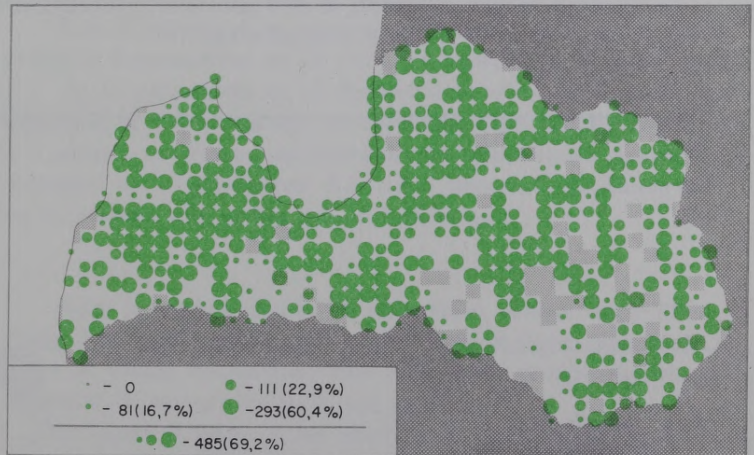 - 0
- 111 (22,9%)
- 81(16,7%)
-293(60,4%)
- 485(69,2%)